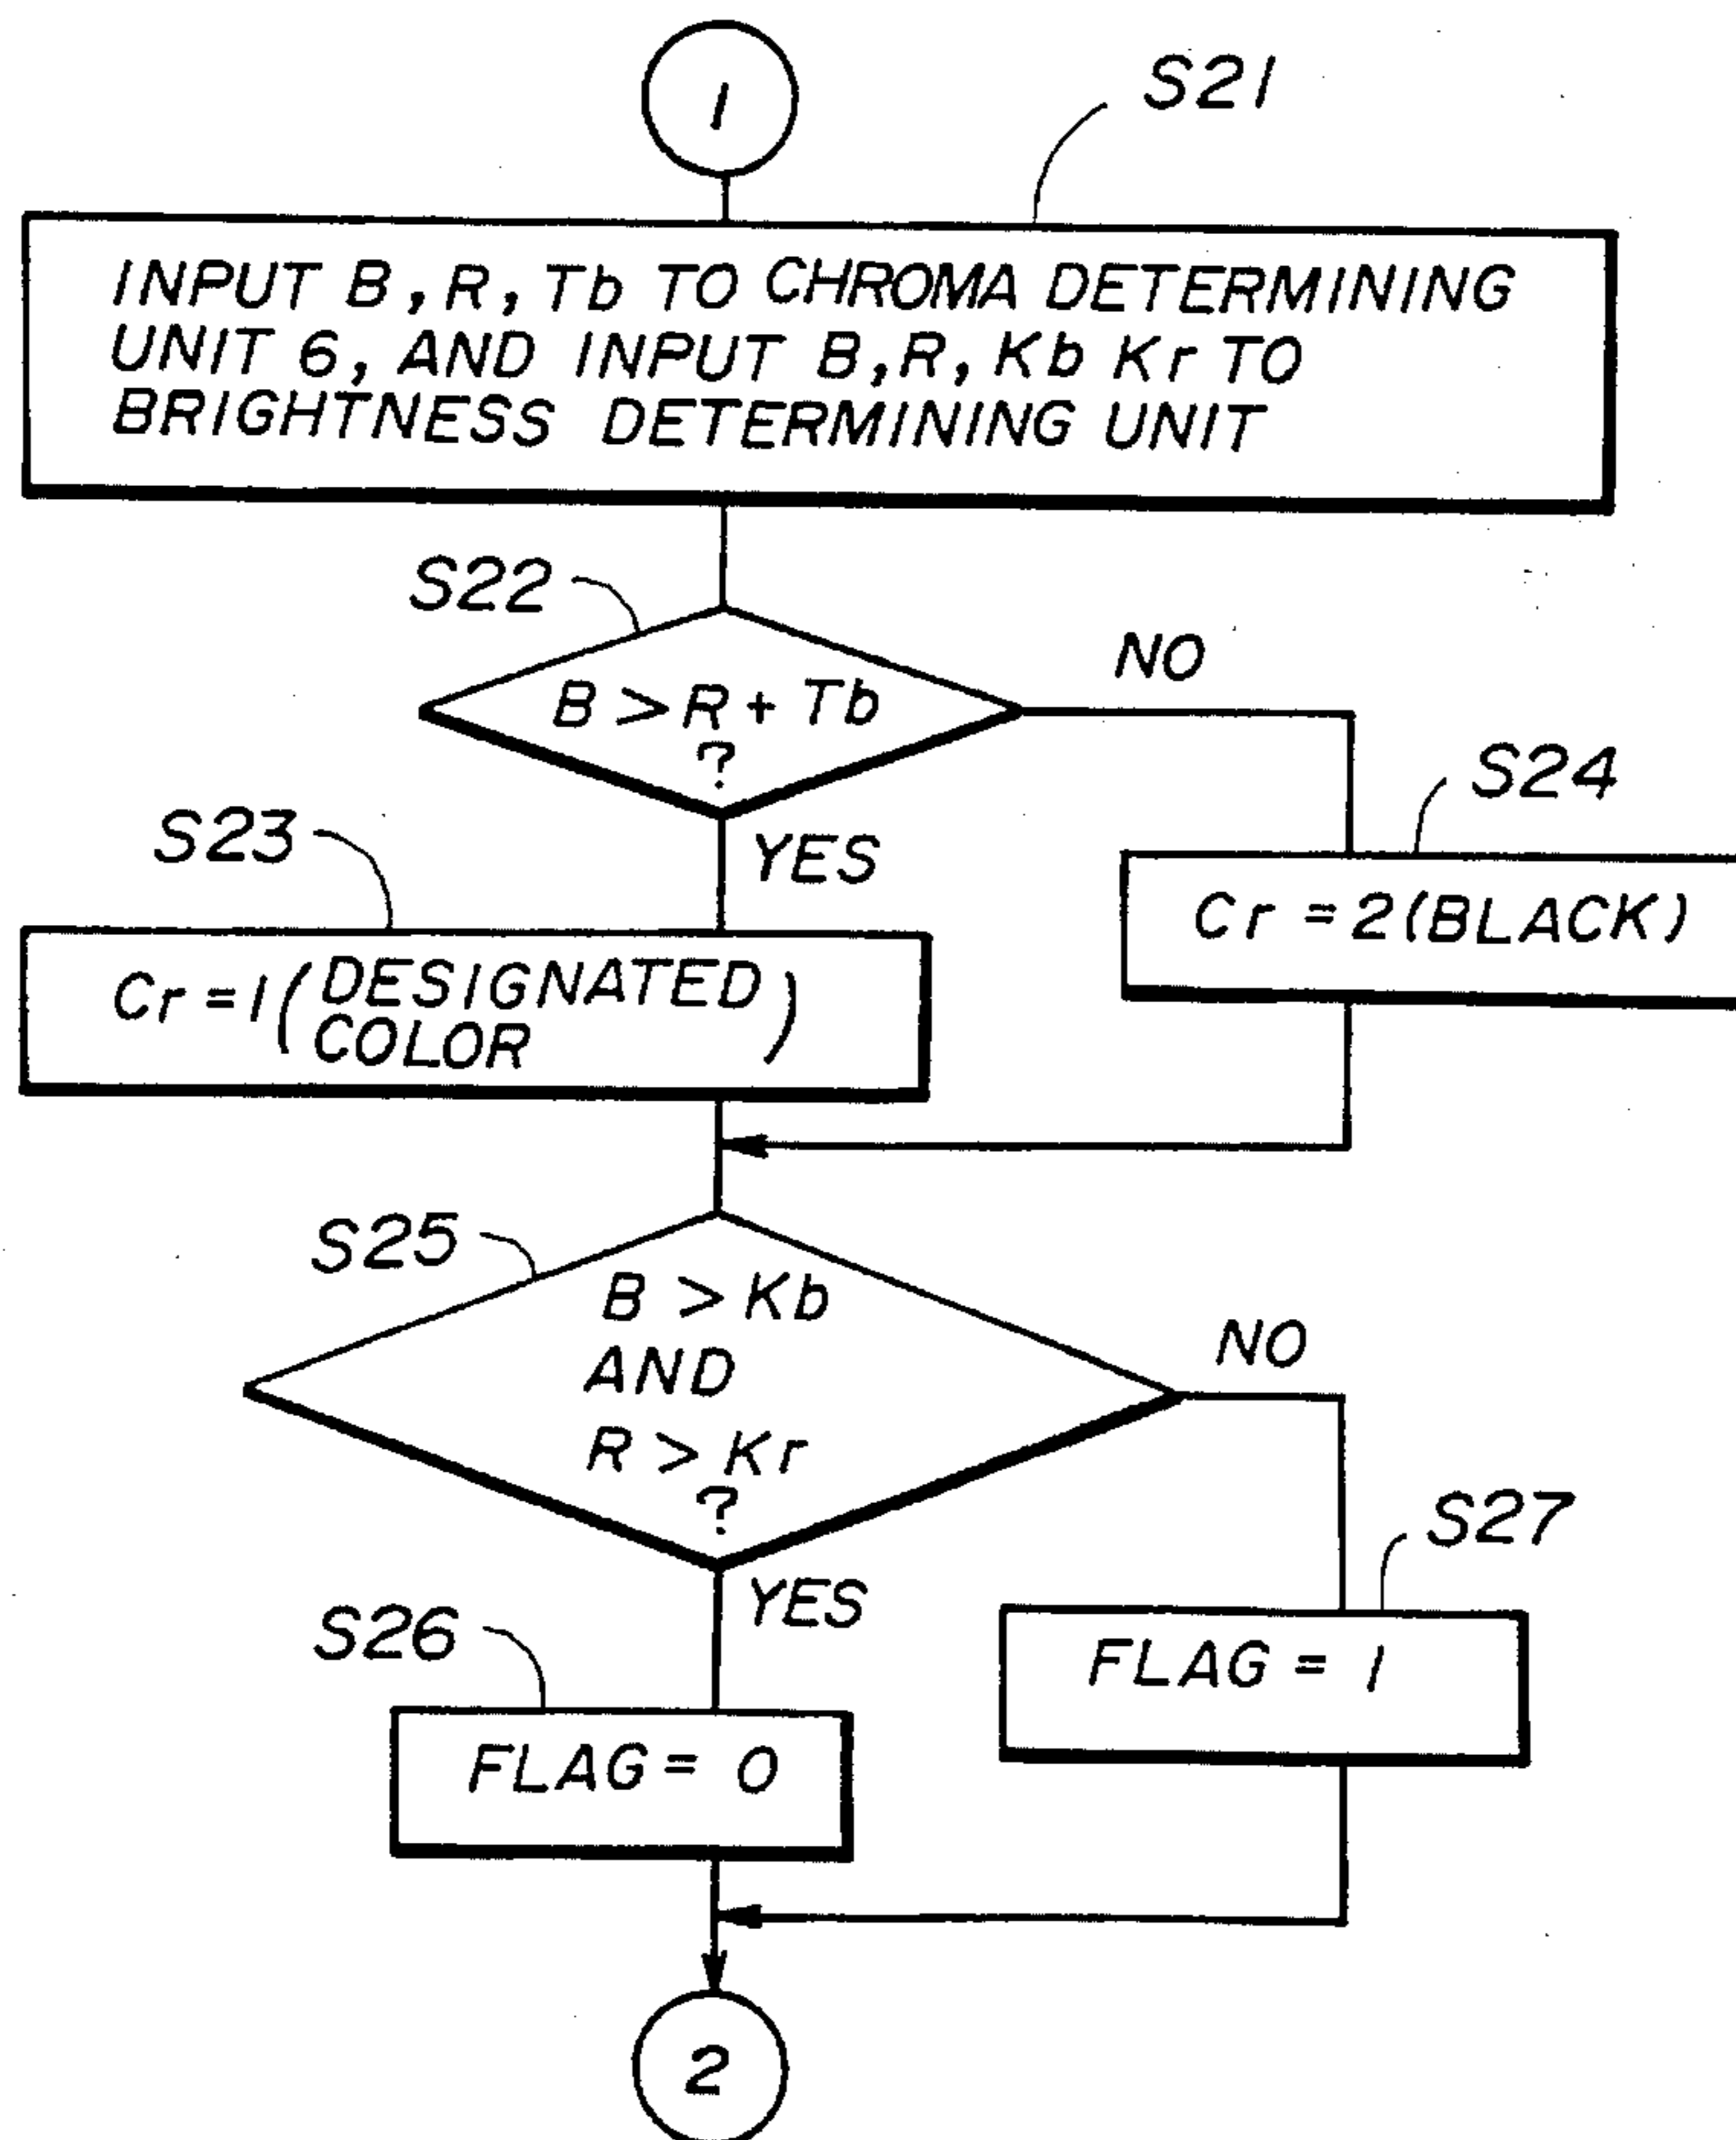 1
S21
INPUT B, R, Tb TO CHROMA DETERMINING
UNIT 6, AND INPUT B, R, Kb Kr TO
BRIGHTNESS DETERMINING UNIT
S22
B > R + Tb
?
NO
YES
S23
Cr = 1 (DESIGNATED
COLOR)
S24
Cr = 2 (BLACK)
S25
B > Kb
AND
R > Kr
?
NO
YES
S26
FLAG = 0
S27
FLAG = 1
2